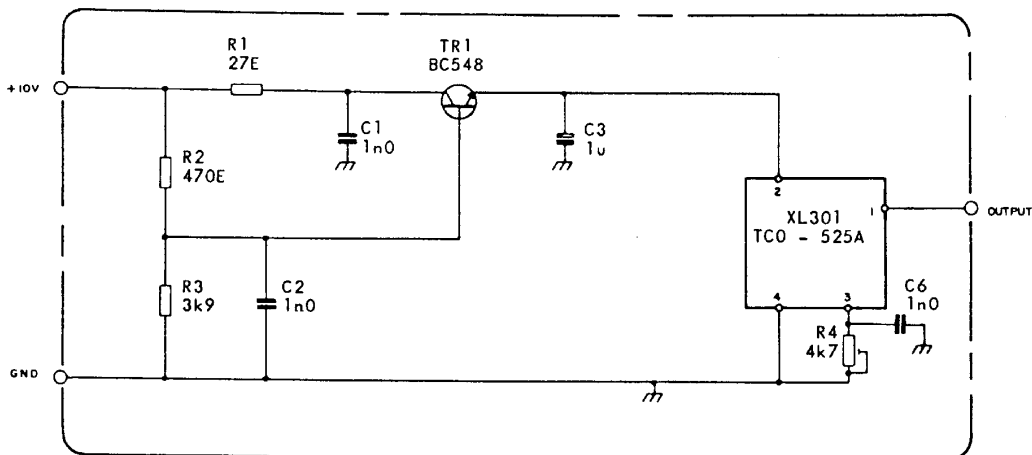 R1
27E
TR1
BC548
+10V
C1
1n0
C3
1u
R2
470E
2
1
XL301
TCO - 525A
OUTPUT
R3
3k9
C2
1n0
4
3
C6
1n0
R4
4k7
GND